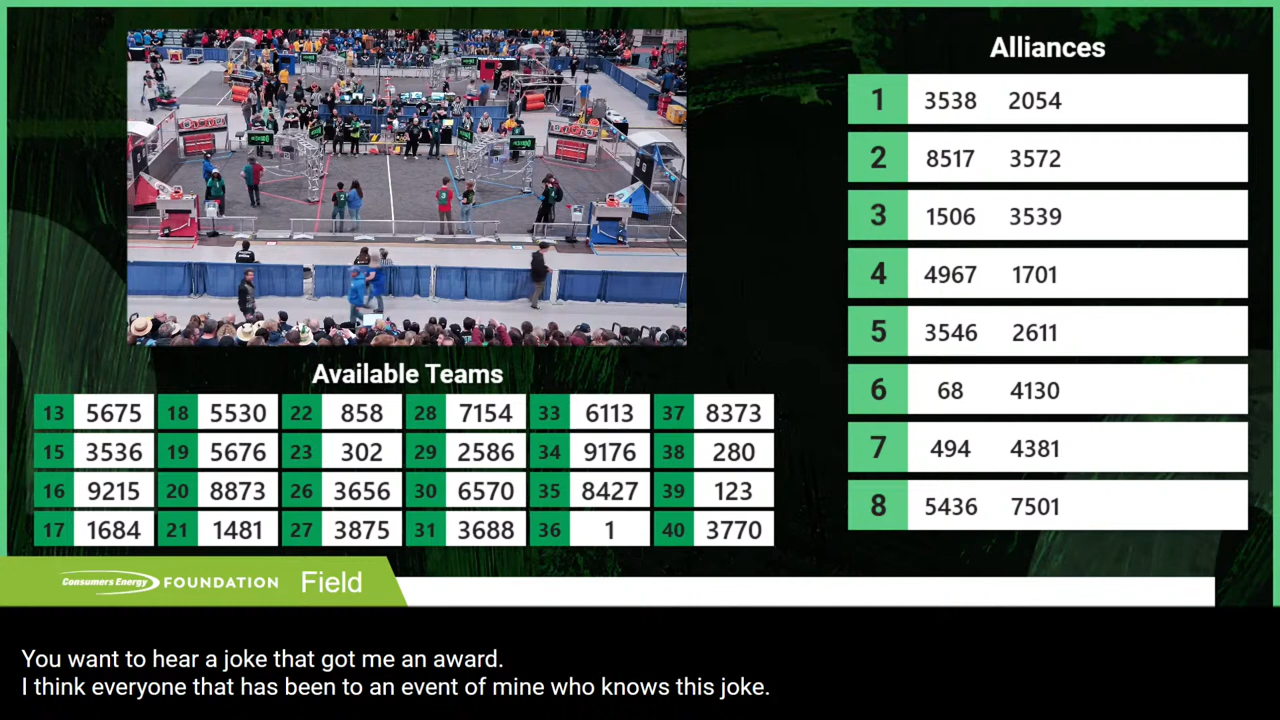 Alliances
1 3538 2054
2 8517 3572
3 1506 3539
4 4967 1701
5 3546 2611
6 68 4130
7 494 4381
8 5436 7501
Available Teams
13 5675 18 5530 22 858 28 7154 33 6113 37 8373
15 3536 19 5676 23 302 29 2586 34 9176 38 280
16 9215 20 8873 26 3656 30 6570 35 8427 39 123
17 1684 21 1481 27 3875 31 3688 36 1 40 3770
Consumers Energy FOUNDATION Field
You want to hear a joke that got me an award.
I think everyone that has been to an event of mine who knows this joke.